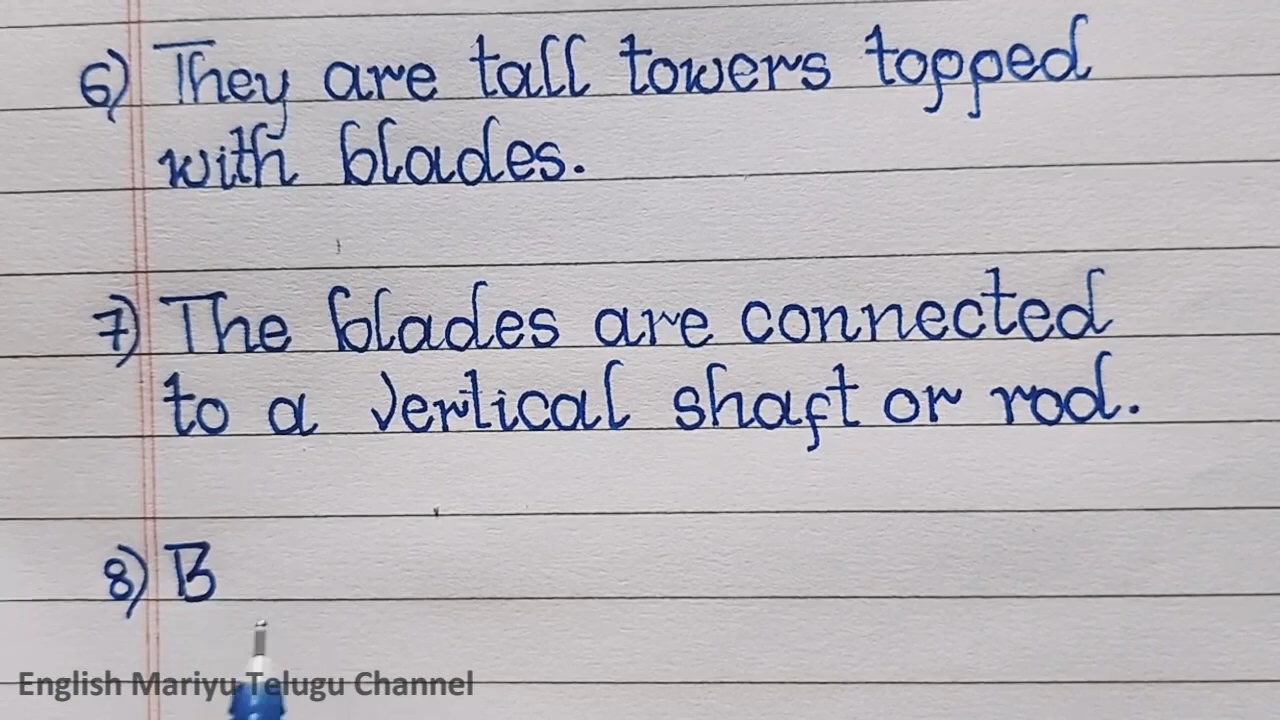 6) They are tall towers topped
with blades.
7) The blades are connected
to a vertical shaft or rod.
8) B
English Mariyu Telugu Channel